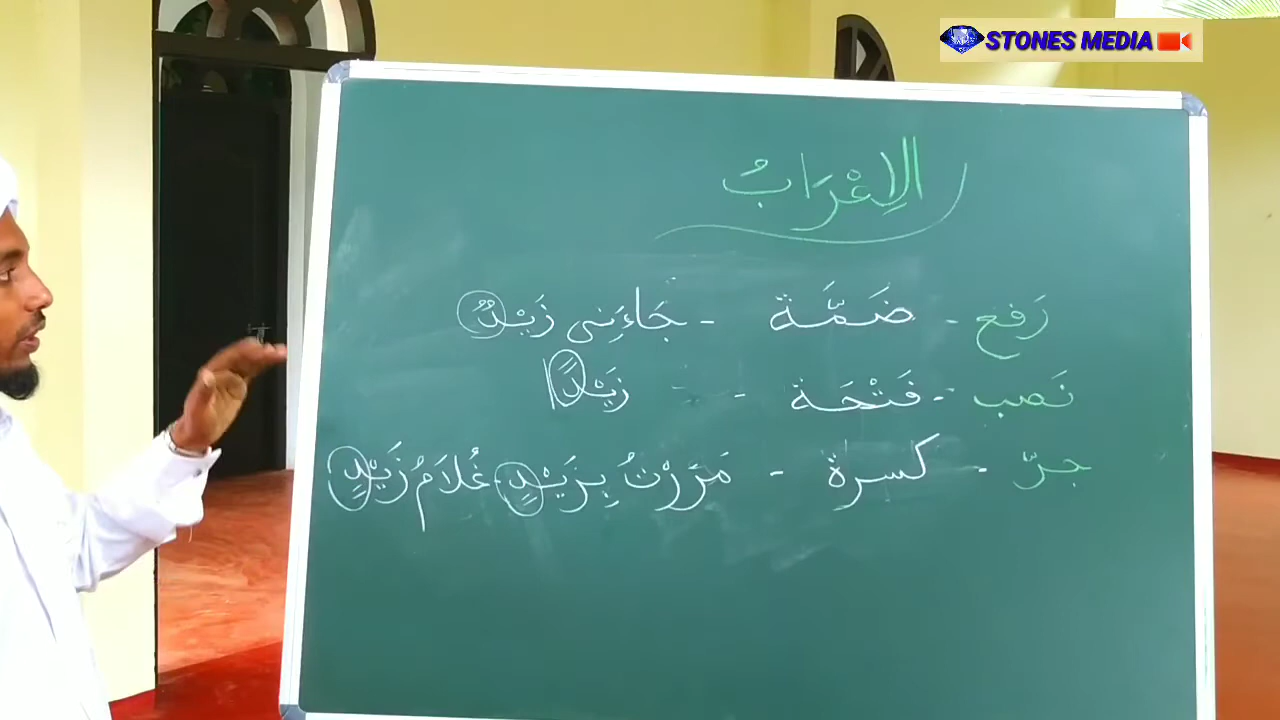 STONES MEDIA
الإِعْرَابُ
رَفع - ضَمَّة - جَاءَنِى زَيْدٌ
نَصب - فَتْحَة - زَيْدًا
جرّ - كسرة - مَرَرْتُ بِزَيْدٍ - غُلَامُ زَيْدٍ